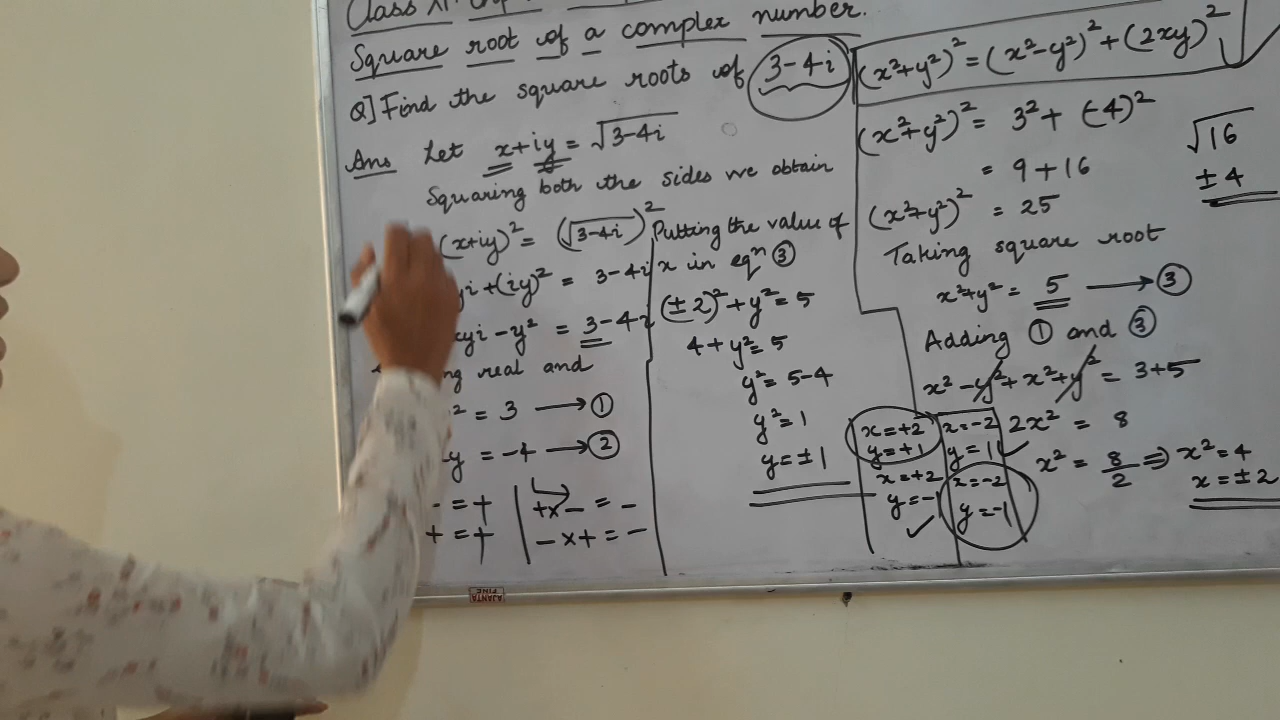 Class XI
Square root of a complex number.
Q] Find the square roots of 3-4i
Ans Let x+iy = √3-4i
Squaring both the sides we obtain
(x+iy)² = (√3-4i)²
yi+(iy)² = 3-4i
xyi-y² = 3-4i
real and
² = 3 → ①
y = -4 → ②
- = +
+ = +
+x- = -
-x+ = -
Putting the value of
x in eqⁿ ③
(±2)²+y² = 5
4+y² = 5
y² = 5-4
y² = 1
y = ±1
x=+2
y=+1
x=+2
y=-1
x=-2
y=1
x=-2
y=-1
(x²+y²)² = (x²-y²)²+(2xy)²
(x²+y²)² = 3²+(-4)²
= 9+16
(x²+y²)² = 25
Taking square root
x²+y² = 5 → ③
Adding ① and ③
x²-y²+x²+y² = 3+5
2x² = 8
x² = 8/2 ⇒ x²=4
x=±2
√16
±4
AJANTA
FINE